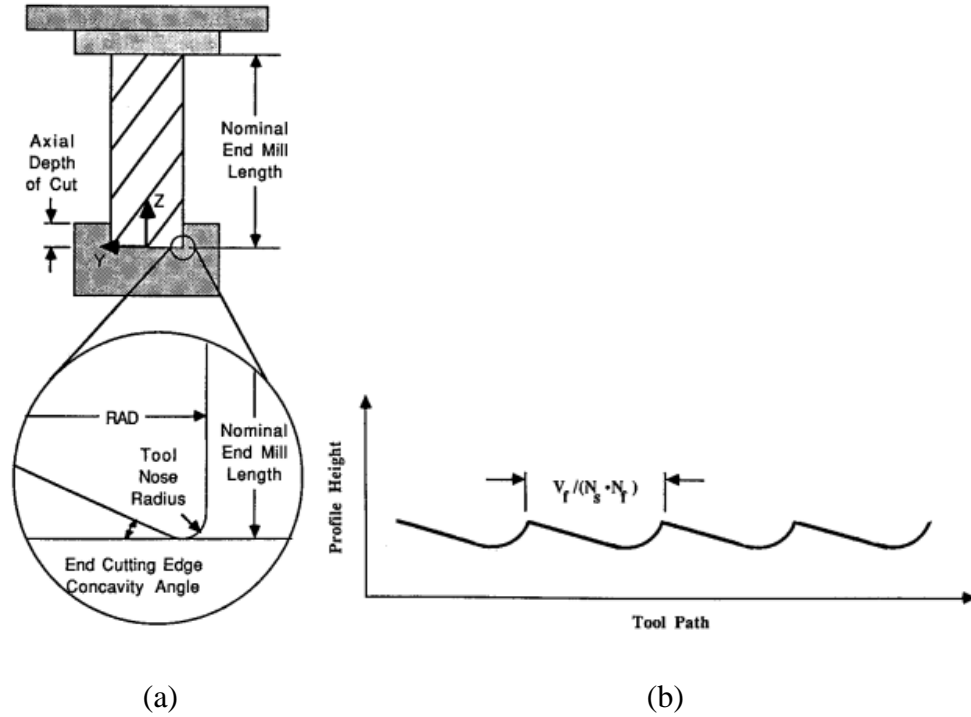 Axial
Depth
of Cut
Nominal
End Mill
Length
Z
Y
RAD
Tool
Nose
Radius
Nominal
End Mill
Length
End Cutting Edge
Concavity Angle
Profile Height
V_f/(N_s*N_f)
Tool Path
(a)
(b)